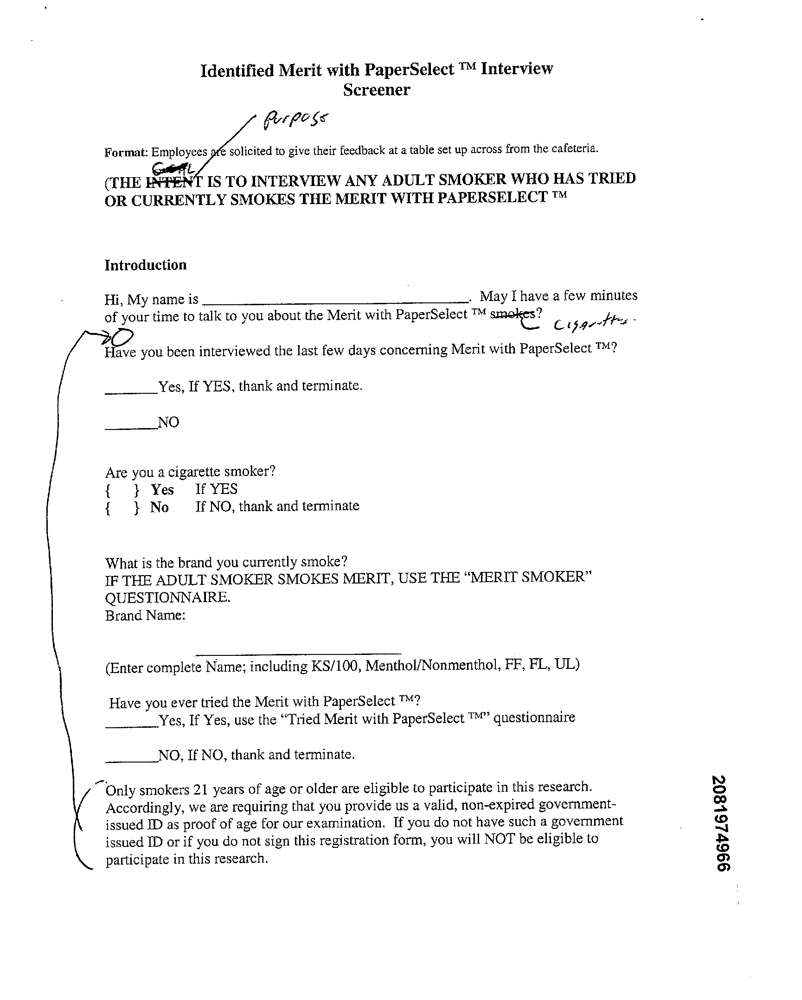 Identified Merit with PaperSelect ™ Interview
Screener
Purpose
Format: Employees are solicited to give their feedback at a table set up across from the cafeteria.
GOAL
(THE INTENT IS TO INTERVIEW ANY ADULT SMOKER WHO HAS TRIED
OR CURRENTLY SMOKES THE MERIT WITH PAPERSELECT ™
Introduction
Hi, My name is ______________________. May I have a few minutes
of your time to talk to you about the Merit with PaperSelect ™ smokes? Cigarettes.
Have you been interviewed the last few days concerning Merit with PaperSelect ™?
_______Yes, If YES, thank and terminate.
_______NO
Are you a cigarette smoker?
{ } Yes If YES
{ } No If NO, thank and terminate
What is the brand you currently smoke?
IF THE ADULT SMOKER SMOKES MERIT, USE THE “MERIT SMOKER”
QUESTIONNAIRE.
Brand Name:
(Enter complete Name; including KS/100, Menthol/Nonmenthol, FF, FL, UL)
Have you ever tried the Merit with PaperSelect ™?
_______Yes, If Yes, use the “Tried Merit with PaperSelect ™” questionnaire
_______NO, If NO, thank and terminate.
Only smokers 21 years of age or older are eligible to participate in this research.
Accordingly, we are requiring that you provide us a valid, non-expired government-
issued ID as proof of age for our examination. If you do not have such a government
issued ID or if you do not sign this registration form, you will NOT be eligible to
participate in this research.
2081974966